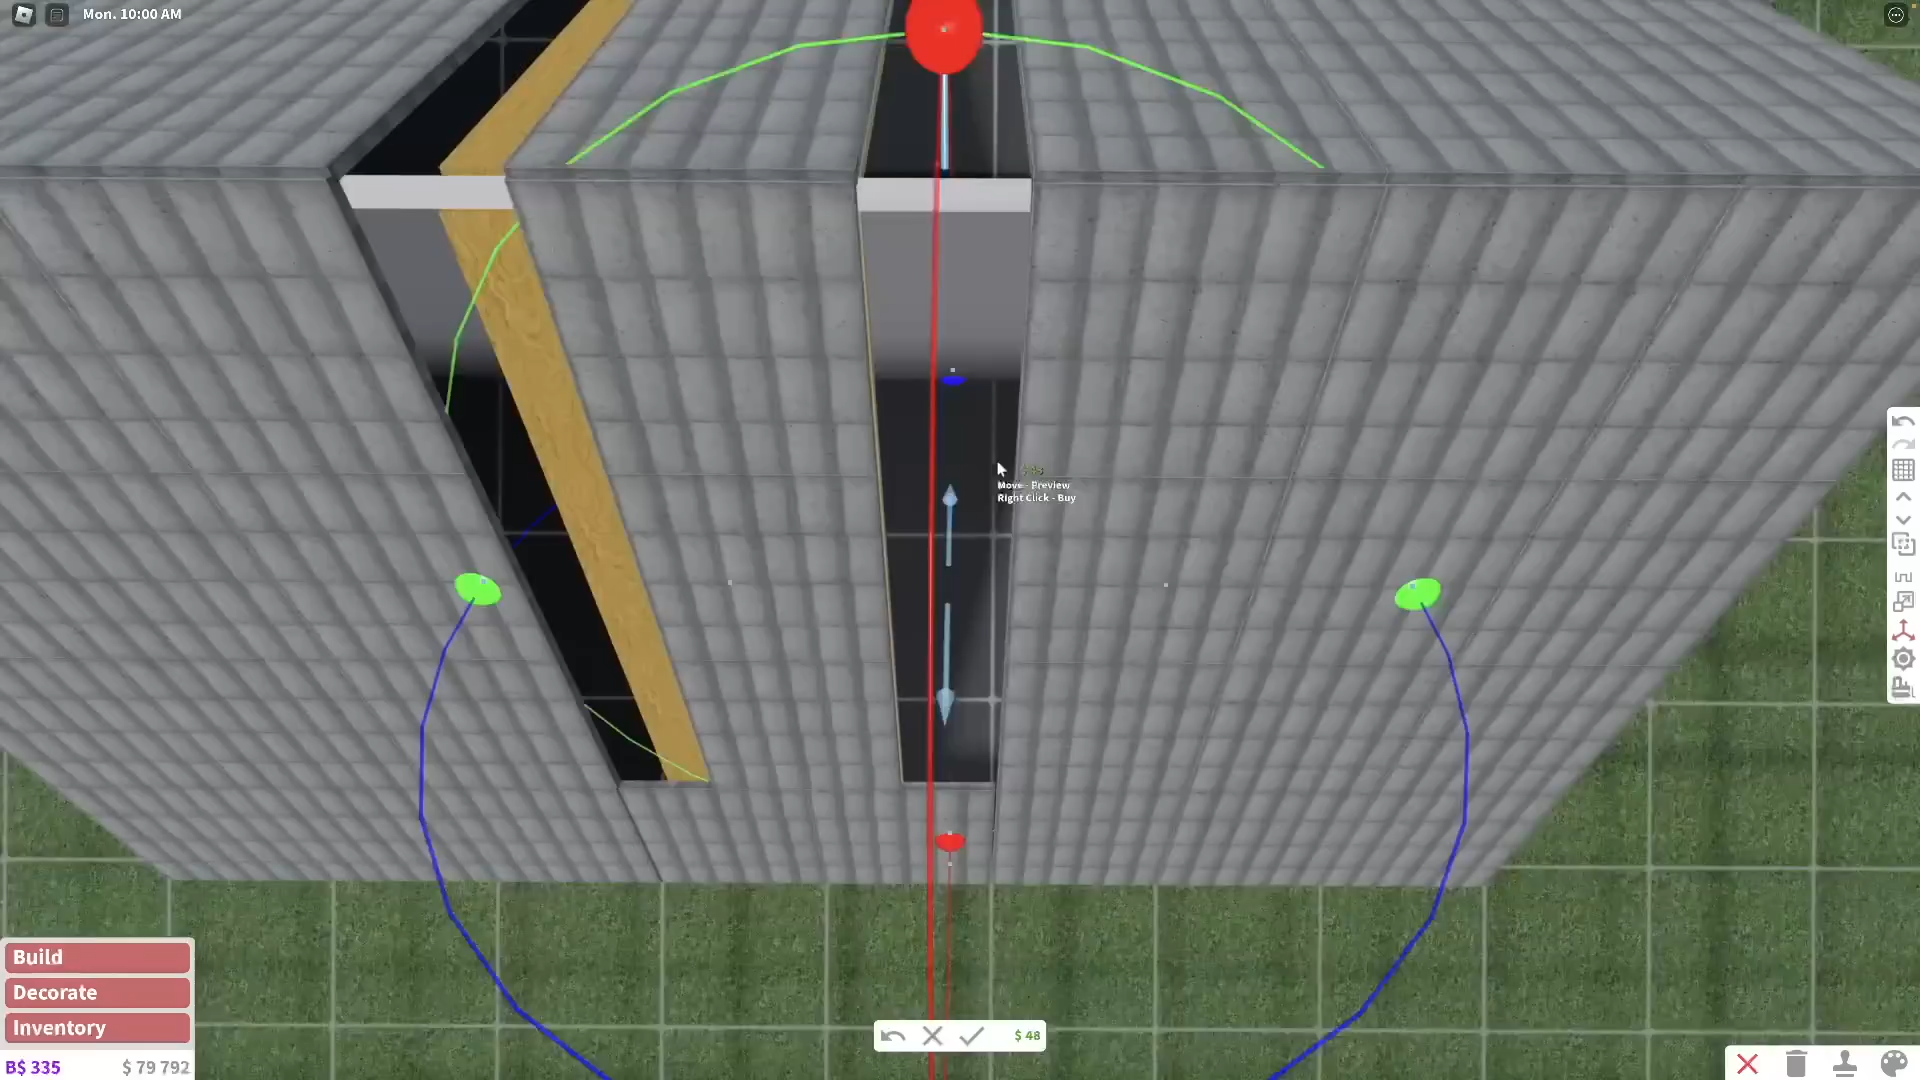 Mon. 10:00 AM
Move - Preview
Right Click - Buy
Build
Decorate
Inventory
B$ 335
$ 79 792
$ 48